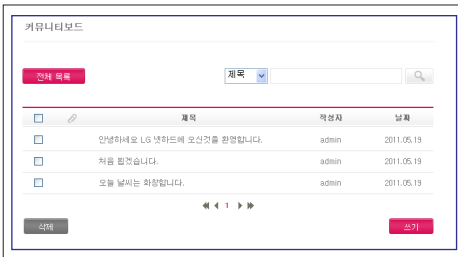 커뮤니티보드
전체 목록 제목
제목 작성자 날짜
안녕하세요 LG 넷하드에 오신것을 환영합니다. admin 2011.05.19
처음 뵙겠습니다. admin 2011.05.19
오늘 날씨는 화창합니다. admin 2011.05.19
1
삭제 쓰기